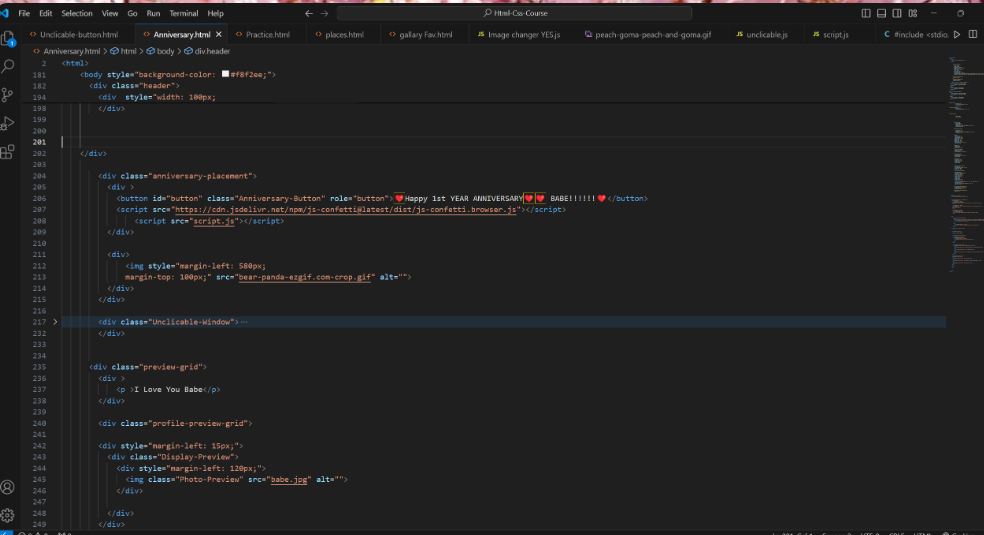 File Edit Selection View Go Run Terminal Help
Html-Css-Course
Unclicable-button.html Anniversary.html Practice.html places.html gallary Fav.html JS Image changer YES.js peach-goma-peach-and-goma.gif JS unclicable.js JS script.js C #include <stdio.
Anniversary.html > html > body > div.header
2 <html>
181 <body style="background-color: #f8f2ee;">
182 <div class="header">
194 <div style="width: 100px;
198 </div>
199
200
201
202 </div>
203
204 <div class="anniversary-placement">
205 <div >
206 <button id="button" class="Anniversary-Button" role="button">❤️Happy 1st YEAR ANNIVERSARY❤️❤️ BABE!!!!!!❤️</button>
207 <script src="https://cdn.jsdelivr.net/npm/js-confetti@latest/dist/js-confetti.browser.js"></script>
208 <script src="script.js"></script>
209 </div>
210
211 <div>
212 <img style="margin-left: 580px;
213 margin-top: 100px;" src="bear-panda-ezgif.com-crop.gif" alt="">
214 </div>
215 </div>
216
217 <div class="Unclicable-Window">…
232 </div>
233
234
235 <div class="preview-grid">
236 <div >
237 <p >I Love You Babe</p>
238 </div>
239
240 <div class="profile-preview-grid">
241
242 <div style="margin-left: 15px;">
243 <div class="Display-Preview">
244 <div style="margin-left: 120px;">
245 <img class="Photo-Preview" src="babe.jpg" alt="">
246 </div>
247
248 </div>
249 </div>